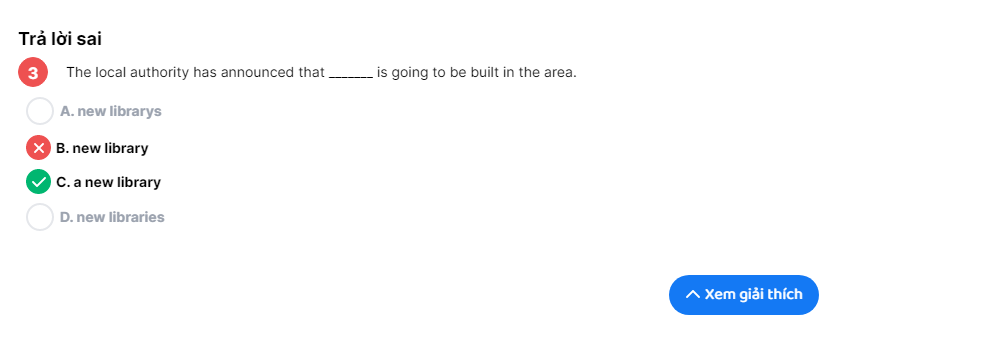 Trả lời sai
3 The local authority has announced that _______ is going to be built in the area.
A. new librarys
B. new library
C. a new library
D. new libraries
Xem giải thích